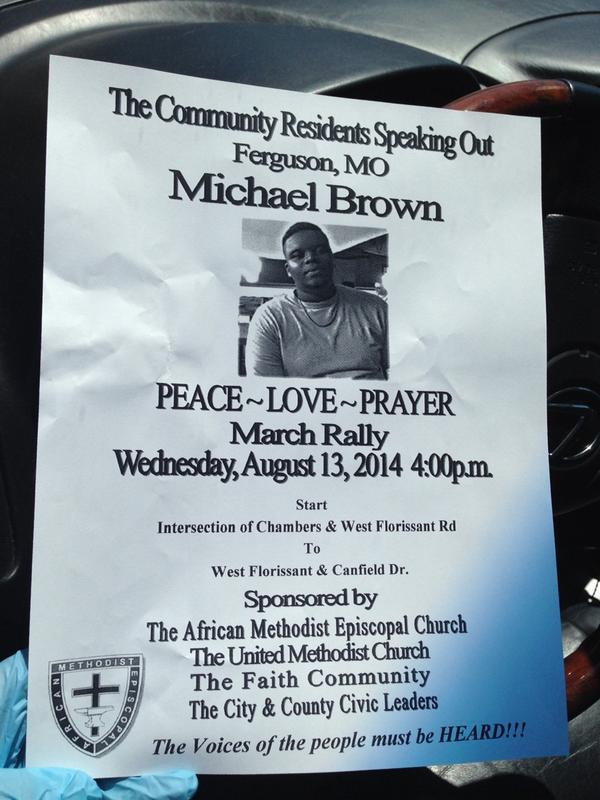 The Community Residents Speaking Out
Ferguson, MO
Michael Brown
PEACE ~ LOVE ~ PRAYER
March Rally
Wednesday, August 13, 2014 4:00p.m.
Start
Intersection of Chambers & West Florissant Rd
To
West Florissant & Canfield Dr.
Sponsored by
The African Methodist Episcopal Church
The United Methodist Church
The Faith Community
The City & County Civic Leaders
AFRICAN METHODIST EPISCOPAL
The Voices of the people must be HEARD!!!